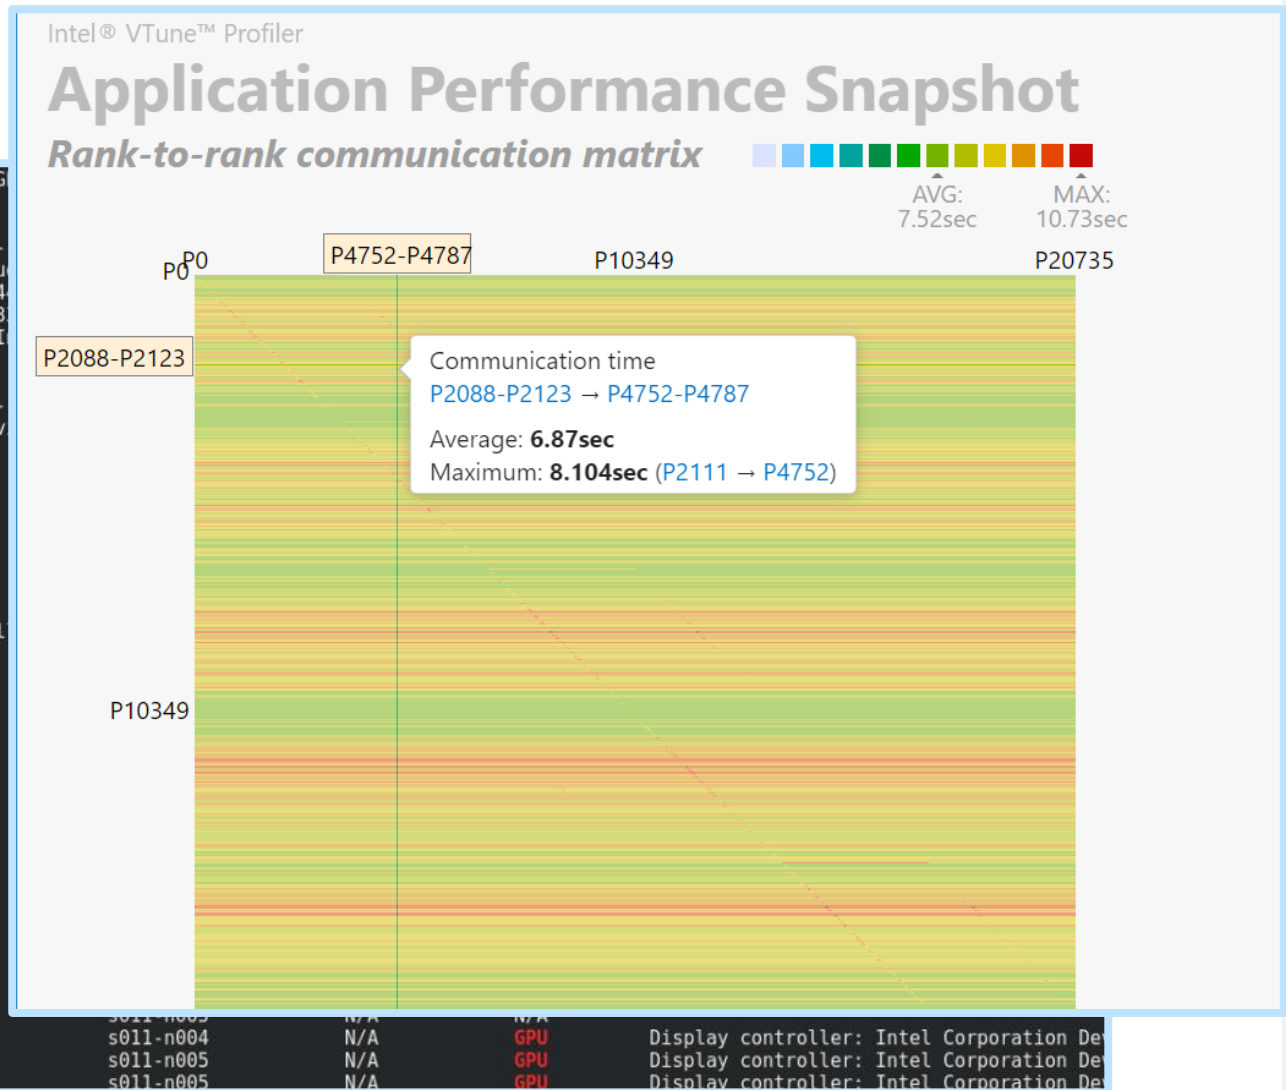 Intel® VTune™ Profiler
Application Performance Snapshot
Rank-to-rank communication matrix
AVG:
7.52sec
MAX:
10.73sec
P0
P4752-P4787
P10349
P20735
P0
P2088-P2123
Communication time
P2088-P2123 → P4752-P4787
Average: 6.87sec
Maximum: 8.104sec (P2111 → P4752)
P10349
N/A N/A
s011-n004 N/A GPU Display controller: Intel Corporation
s011-n005 N/A GPU Display controller: Intel Corporation
s011-n005 N/A GPU Display controller: Intel Corporation